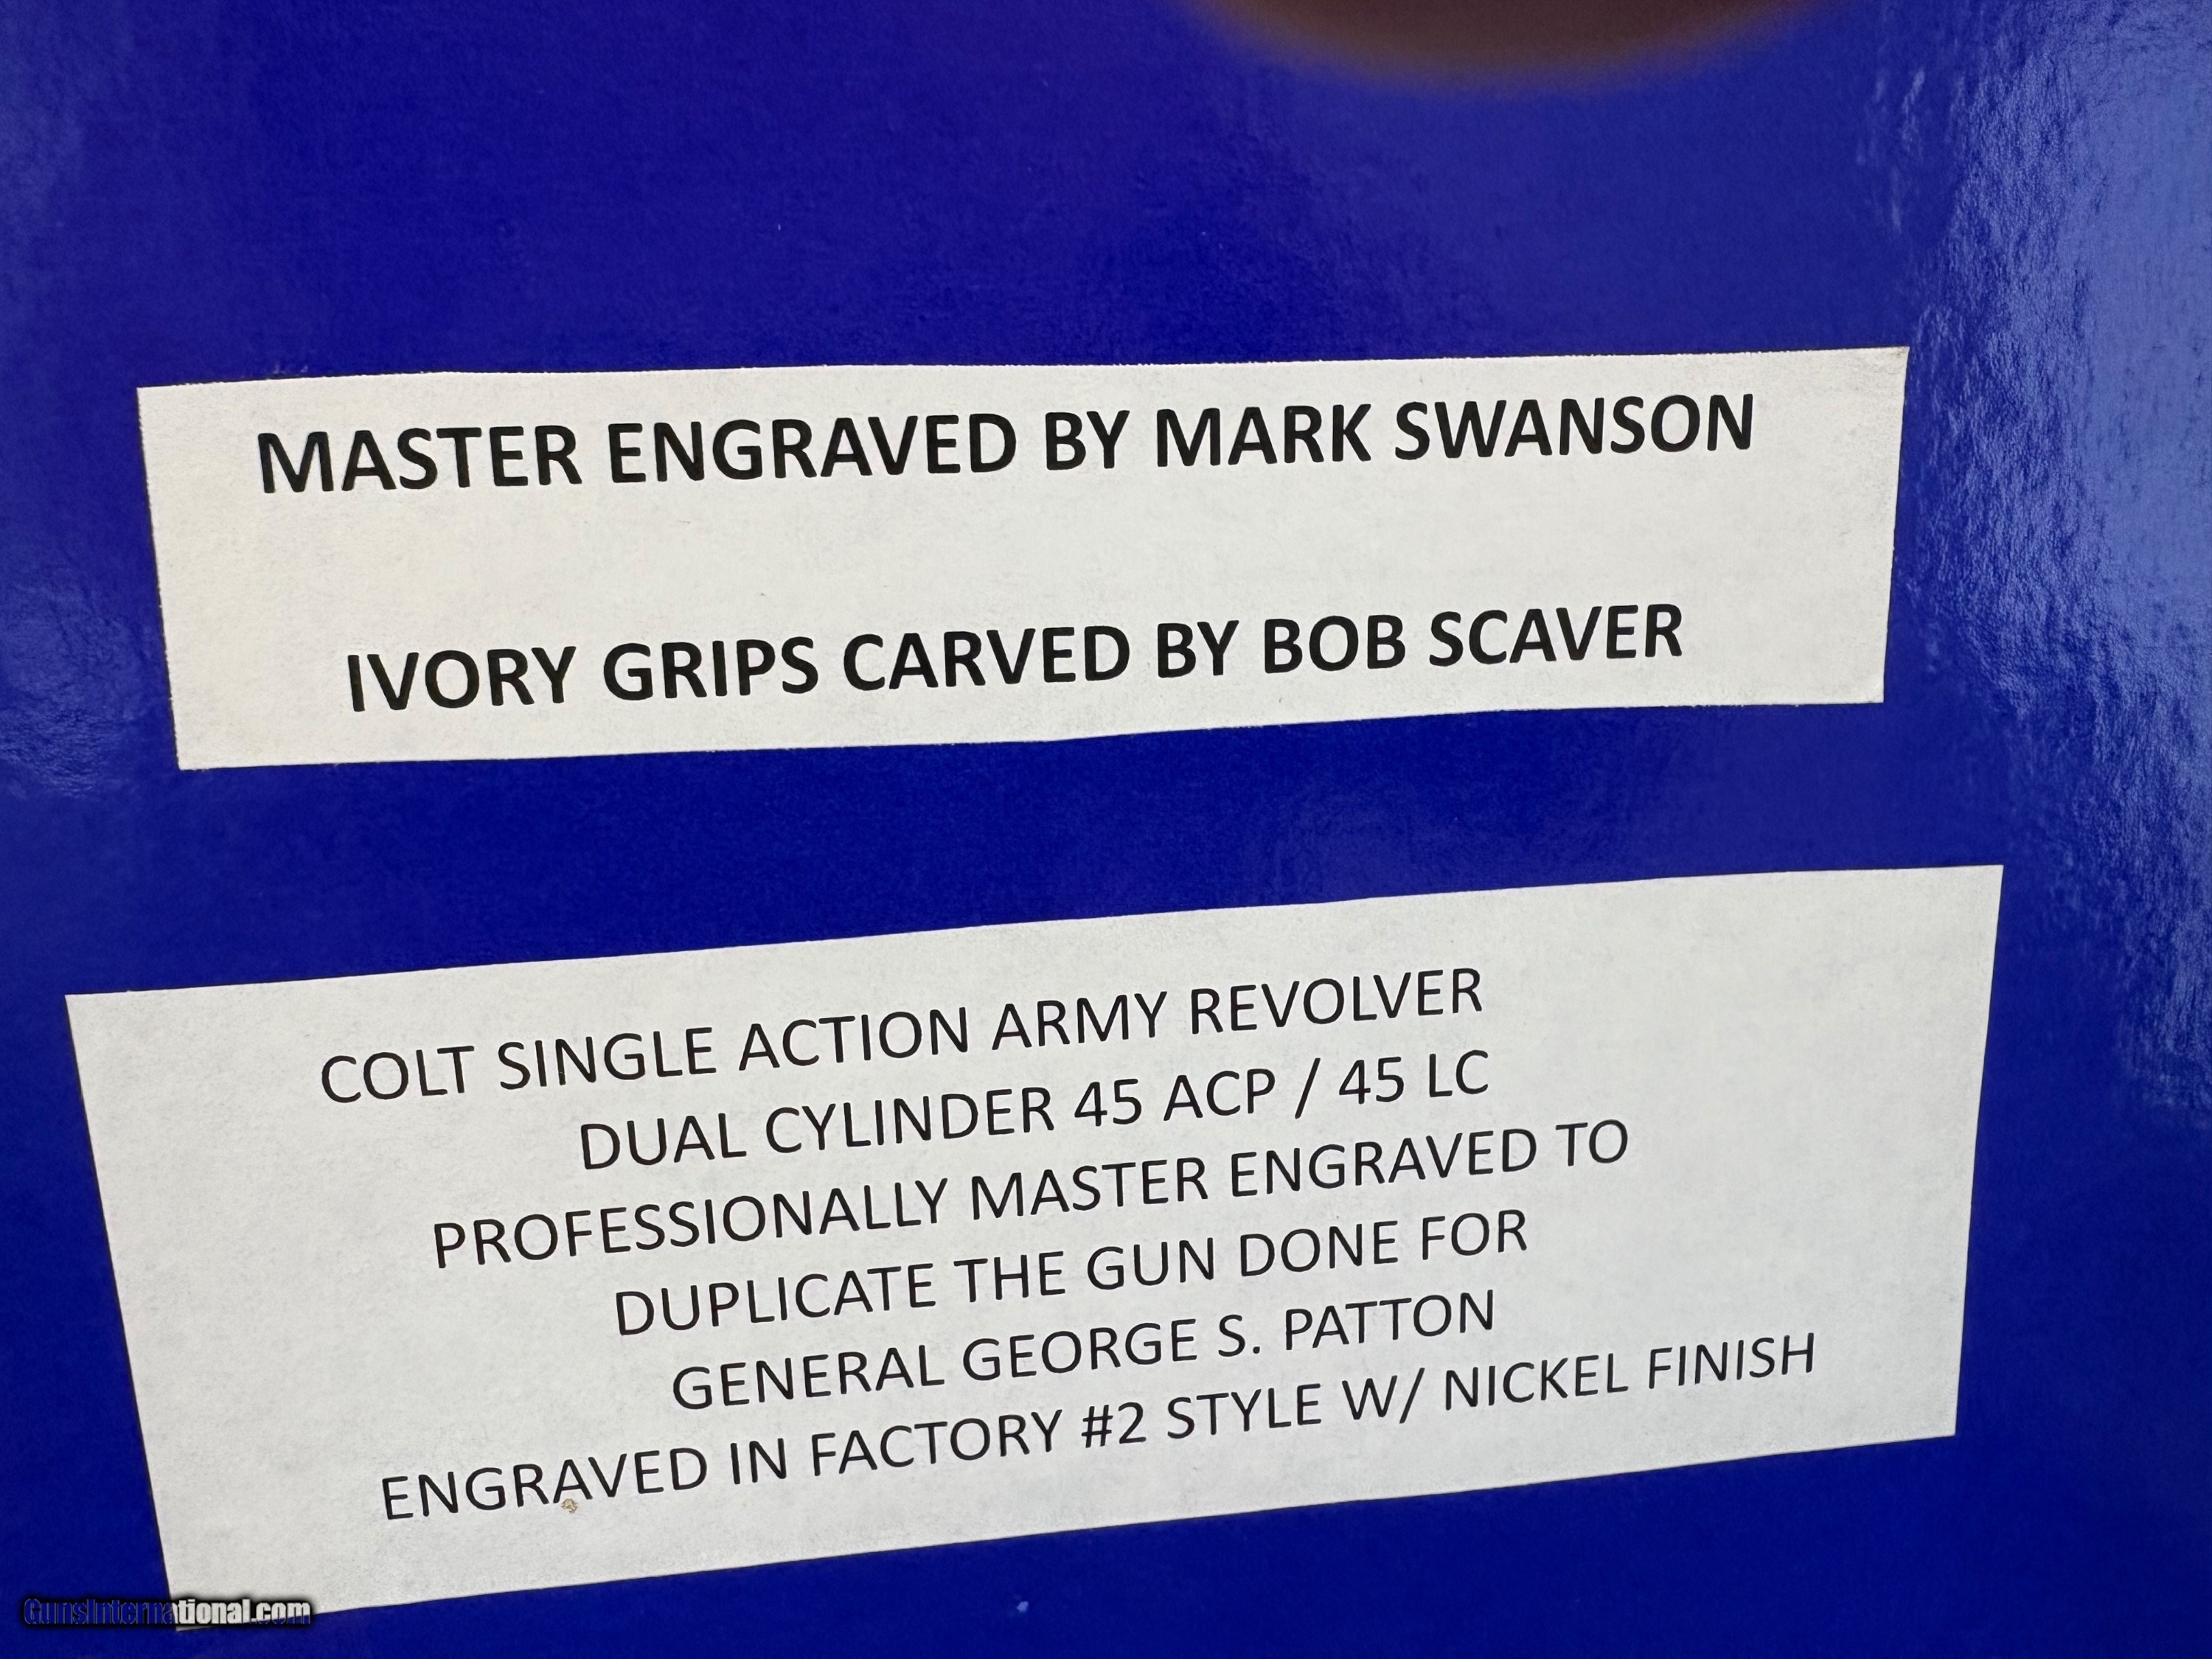 MASTER ENGRAVED BY MARK SWANSON
IVORY GRIPS CARVED BY BOB SCAVER
COLT SINGLE ACTION ARMY REVOLVER
DUAL CYLINDER 45 ACP / 45 LC
PROFESSIONALLY MASTER ENGRAVED TO
DUPLICATE THE GUN DONE FOR
GENERAL GEORGE S. PATTON
ENGRAVED IN FACTORY #2 STYLE W/ NICKEL FINISH
GunsInternational.com